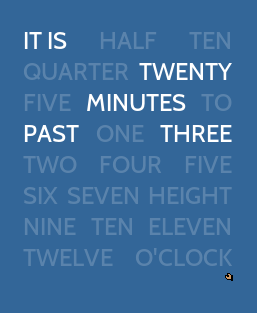 IT IS HALF TEN
QUARTER TWENTY
FIVE MINUTES TO
PAST ONE THREE
TWO FOUR FIVE
SIX SEVEN HEIGHT
NINE TEN ELEVEN
TWELVE O'CLOCK